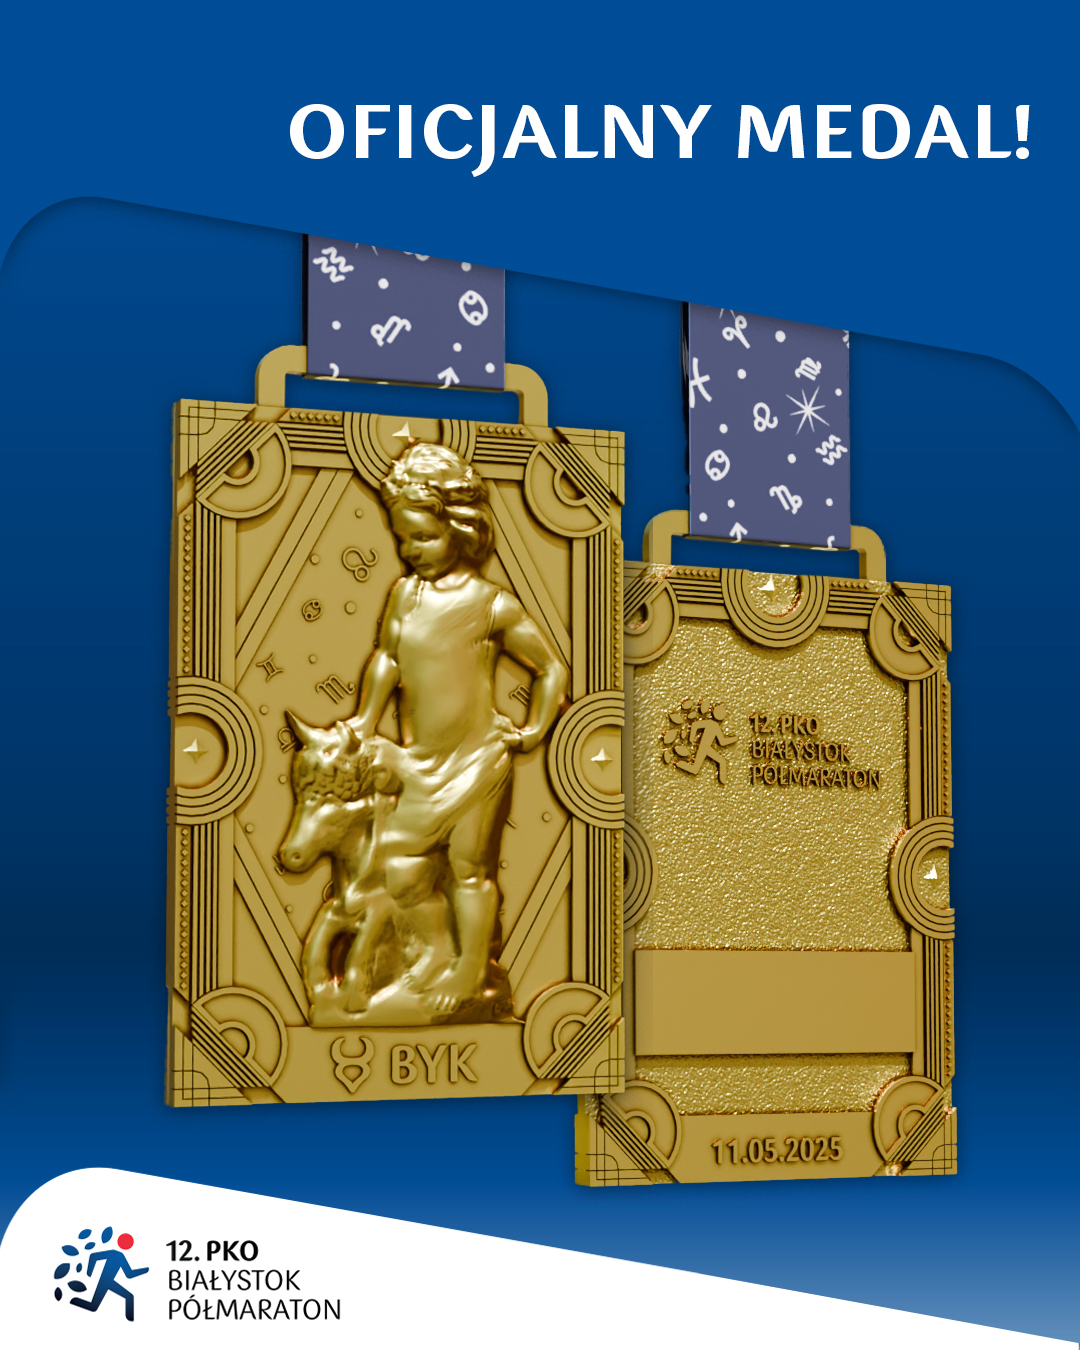 OFICJALNY MEDAL!
BYK
12. PKO
BIAŁYSTOK
PÓŁMARATON
11.05.2025
12. PKO
BIAŁYSTOK
PÓŁMARATON